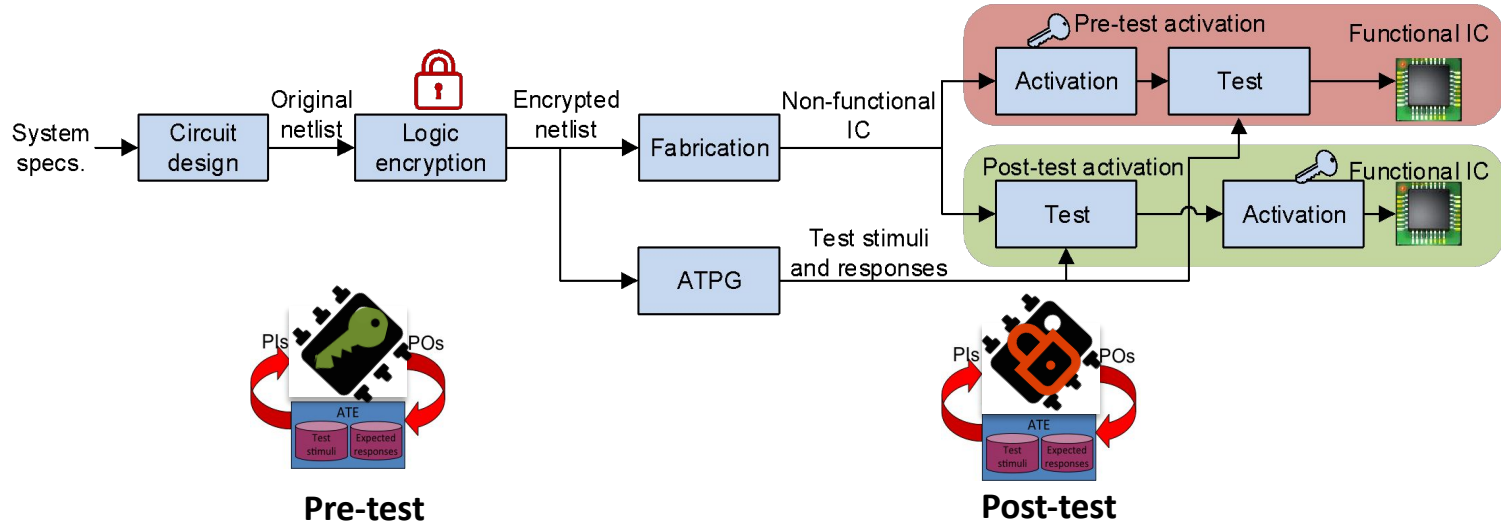 Pre-test activation
Functional IC
Activation
Test
System
specs.
Circuit
design
Original
netlist
Logic
encryption
Encrypted
netlist
Fabrication
Non-functional
IC
Post-test activation
Functional IC
Test
Activation
ATPG
Test stimuli
and responses
PIs
POs
ATE
Test
stimuli
Expected
responses
Pre-test
PIs
POs
ATE
Test
stimuli
Expected
responses
Post-test